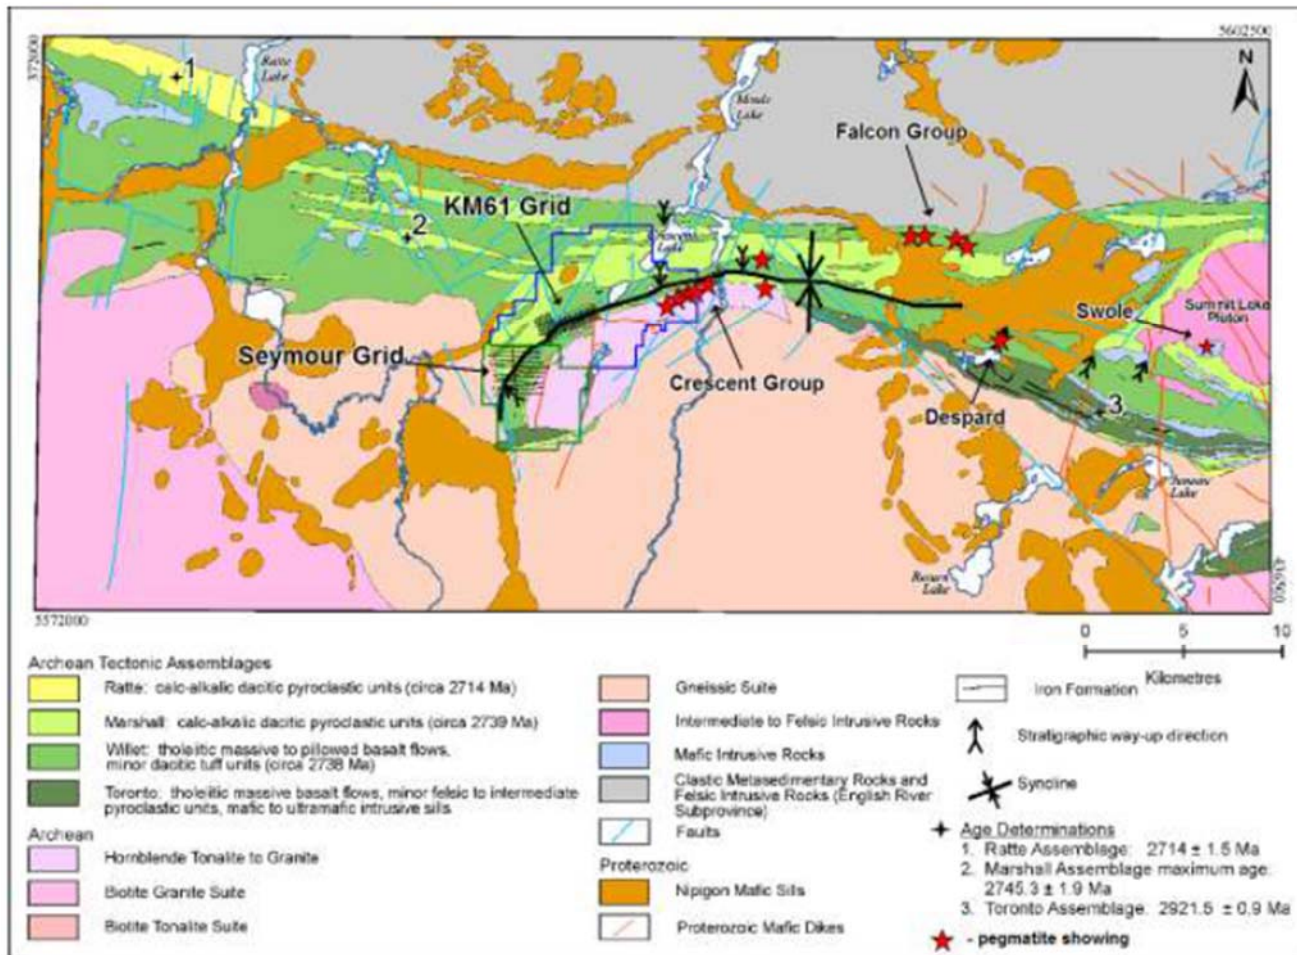 5602500
372000
Ratte
Lake
1
Meade
Lake
N
Falcon Group
KM61 Grid
2
Lake
Swole
Summit Lake
Pluton
Seymour Grid
Crescent Group
Despard
3
Lake
Lake
5572000
0 5 10
Kilometres
Archean Tectonic Assemblages
Ratte: calc-alkalic dacitic pyroclastic units (circa 2714 Ma)
Marshall: calc-alkalic dacitic pyroclastic units (circa 2739 Ma)
Willet: tholeiitic massive to pillowed basalt flows,
minor dacitic tuff units (circa 2738 Ma)
Toronto: tholeiitic massive basalt flows, minor felsic to intermediate
pyroclastic units, mafic to ultramafic intrusive sills
Archean
Hornblende Tonalite to Granite
Biotite Granite Suite
Biotite Tonalite Suite
Gneissic Suite
Intermediate to Felsic Intrusive Rocks
Mafic Intrusive Rocks
Clastic Metasedimentary Rocks and
Felsic Intrusive Rocks (English River
Subprovince)
Faults
Proterozoic
Nipigon Mafic Sills
Proterozoic Mafic Dikes
Iron Formation
Stratigraphic way-up direction
Syncline
Age Determinations
1. Ratte Assemblage: 2714 ± 1.5 Ma
2. Marshall Assemblage maximum age:
2745.3 ± 1.9 Ma
3. Toronto Assemblage: 2921.5 ± 0.9 Ma
- pegmatite showing